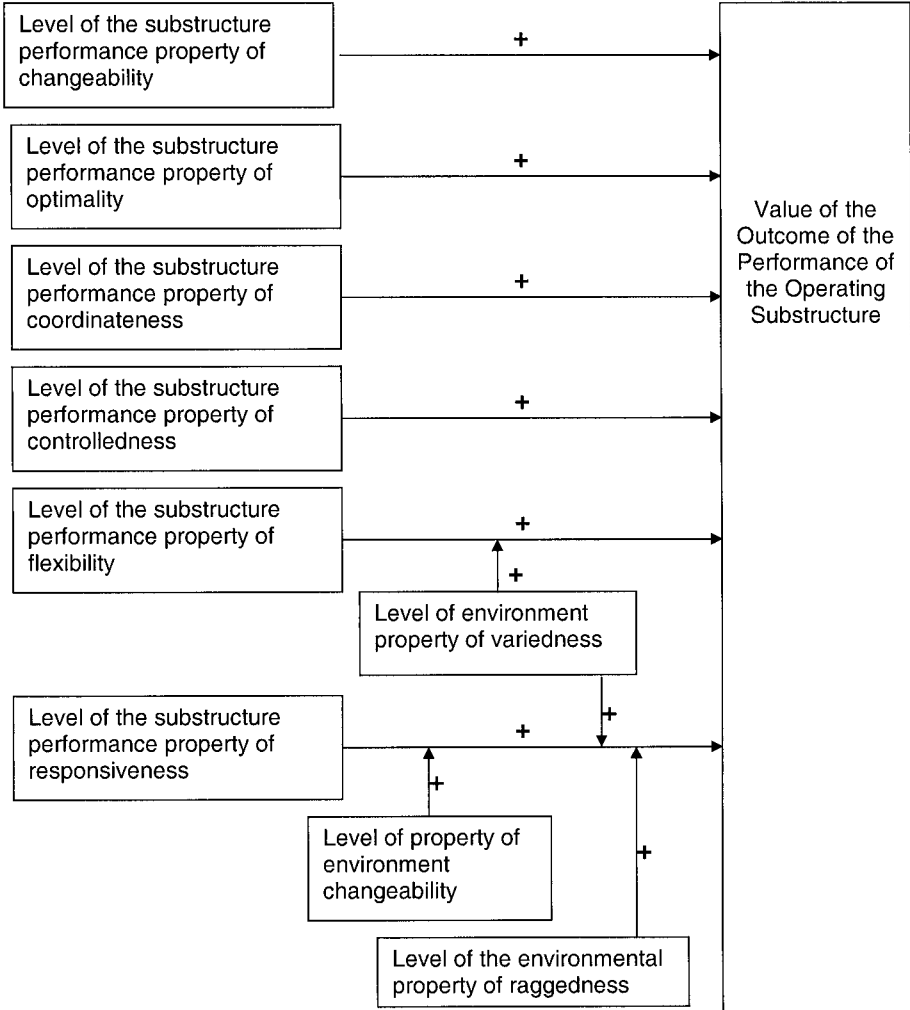 Level of the substructure
performance property of
changeability
+
Level of the substructure
performance property of
optimality
+
Value of the
Outcome of the
Performance of
the Operating
Substructure
Level of the substructure
performance property of
coordinateness
+
Level of the substructure
performance property of
controlledness
+
Level of the substructure
performance property of
flexibility
+
+
Level of environment
property of variedness
+
Level of the substructure
performance property of
responsiveness
+
+
Level of property of
environment
changeability
+
Level of the environmental
property of raggedness